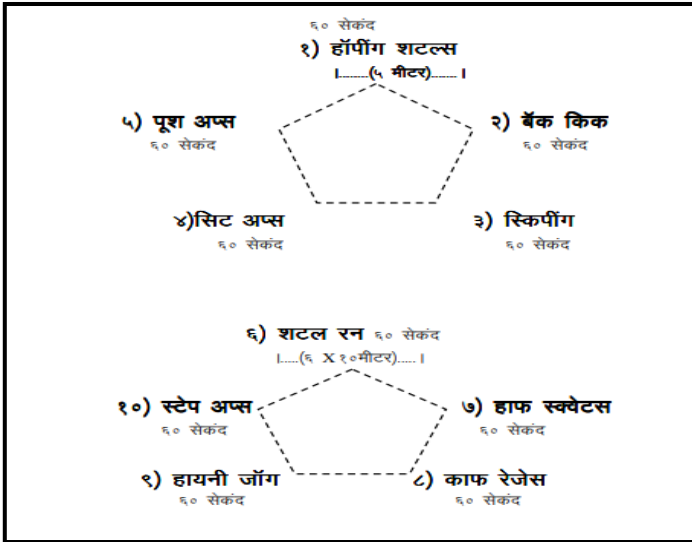 ६० सेकंद
१) हॉपींग शटल्स
।........(५ मीटर).......।
५) पूश अप्स
६० सेकंद
२) बॅक किक
६० सेकंद
४)सिट अप्स
६० सेकंद
३) स्किपींग
६० सेकंद
६) शटल रन ६० सेकंद
।.....(६ X १०मीटर).....।
१०) स्टेप अप्स
६० सेकंद
७) हाफ स्क्वेटस
६० सेकंद
९) हायनी जॉग
६० सेकंद
८) काफ रेजेस
६० सेकंद